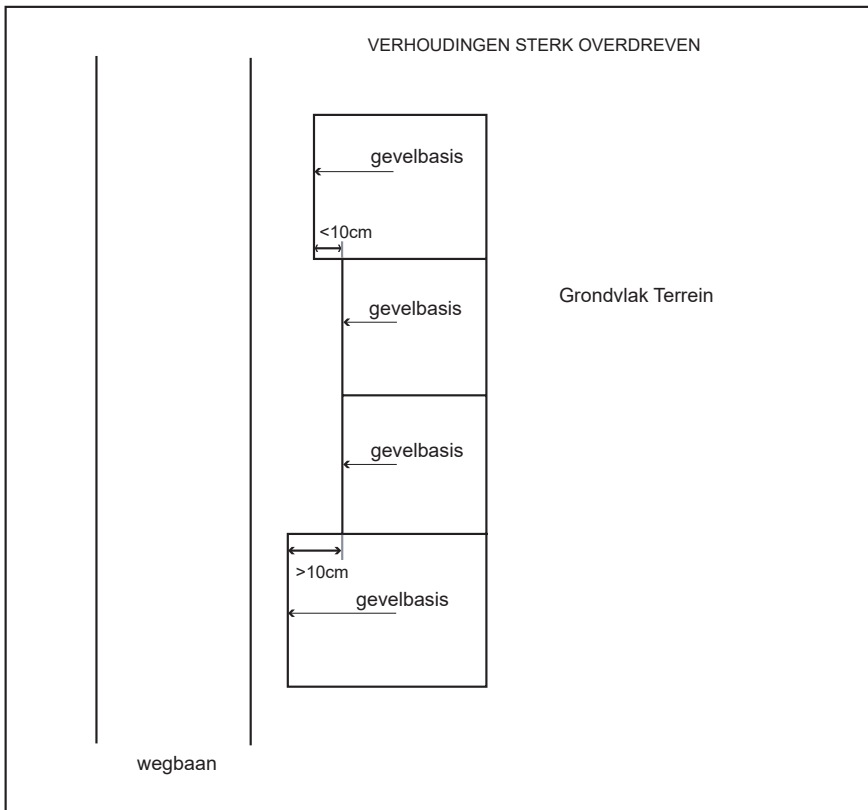 VERHOUDINGEN STERK OVERDREVEN
gevelbasis
<10cm
Grondvlak Terrein
gevelbasis
gevelbasis
>10cm
gevelbasis
wegbaan